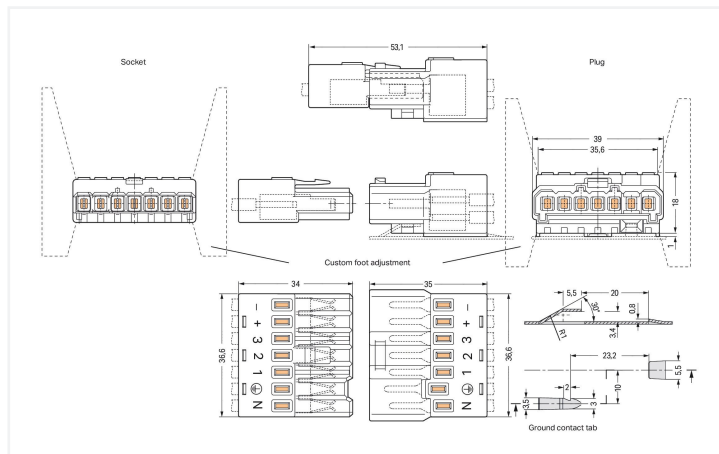 53,1
Socket
Plug
39
35,6
18
1
Custom foot adjustment
34
35
36,6
– + 3 2 1 N
– + 3 2 1 N
36,6
5,5
20
30°
R1
0,8
3,4
23,2
5,5
10
2
3,5
3
Ground contact tab